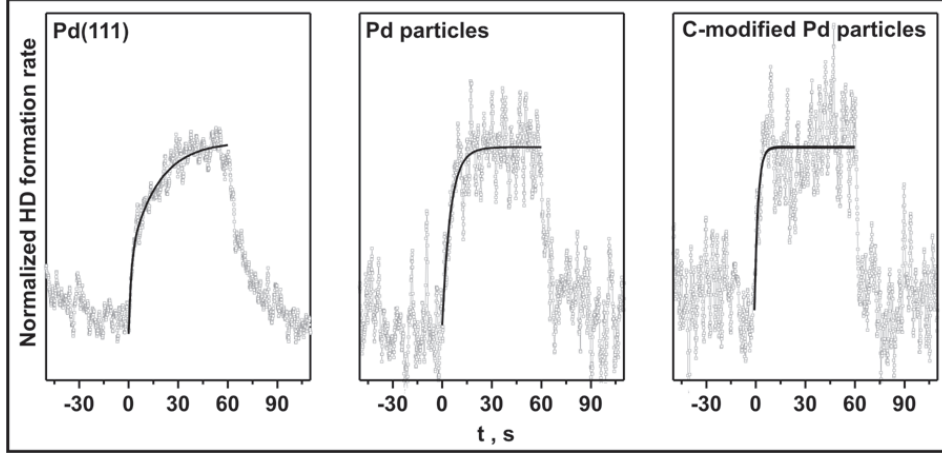 Normalized HD formation rate
Pd(111)
Pd particles
C-modified Pd particles
-30 0 30 60 90
-30 0 30 60 90
-30 0 30 60 90
t , s